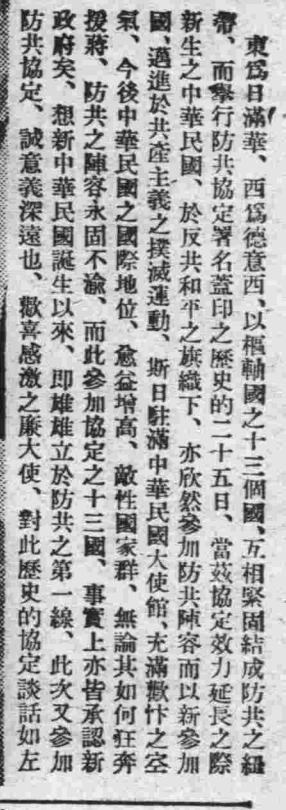 東爲日滿華、西爲德意西、以樞軸國之十三個國、互相緊固結成防共之紐
帶、而擧行防共協定署名蓋印之歷史的二十五日、當茲協定效力延長之際
新生之中華民國、於反共和平之旗織下、亦欣然參加防共陣容而以新參加
國、邁進於共產主義之撲滅運動、斯日駐滿中華民國大使館、充滿歡忭之空
氣、今後中華民國之國際地位、愈益增高、敵性國家群、無論其如何狂奔
援蔣、防共之陣容永固不渝、而此參加協定之十三國、事實上亦皆承認新
政府矣、想新中華民國誕生以來、即雄雄立於防共之第一線、此次又參加
防共協定、誠意義深遠也、歡喜感激之廉大使、對此歷史的協定談話如左